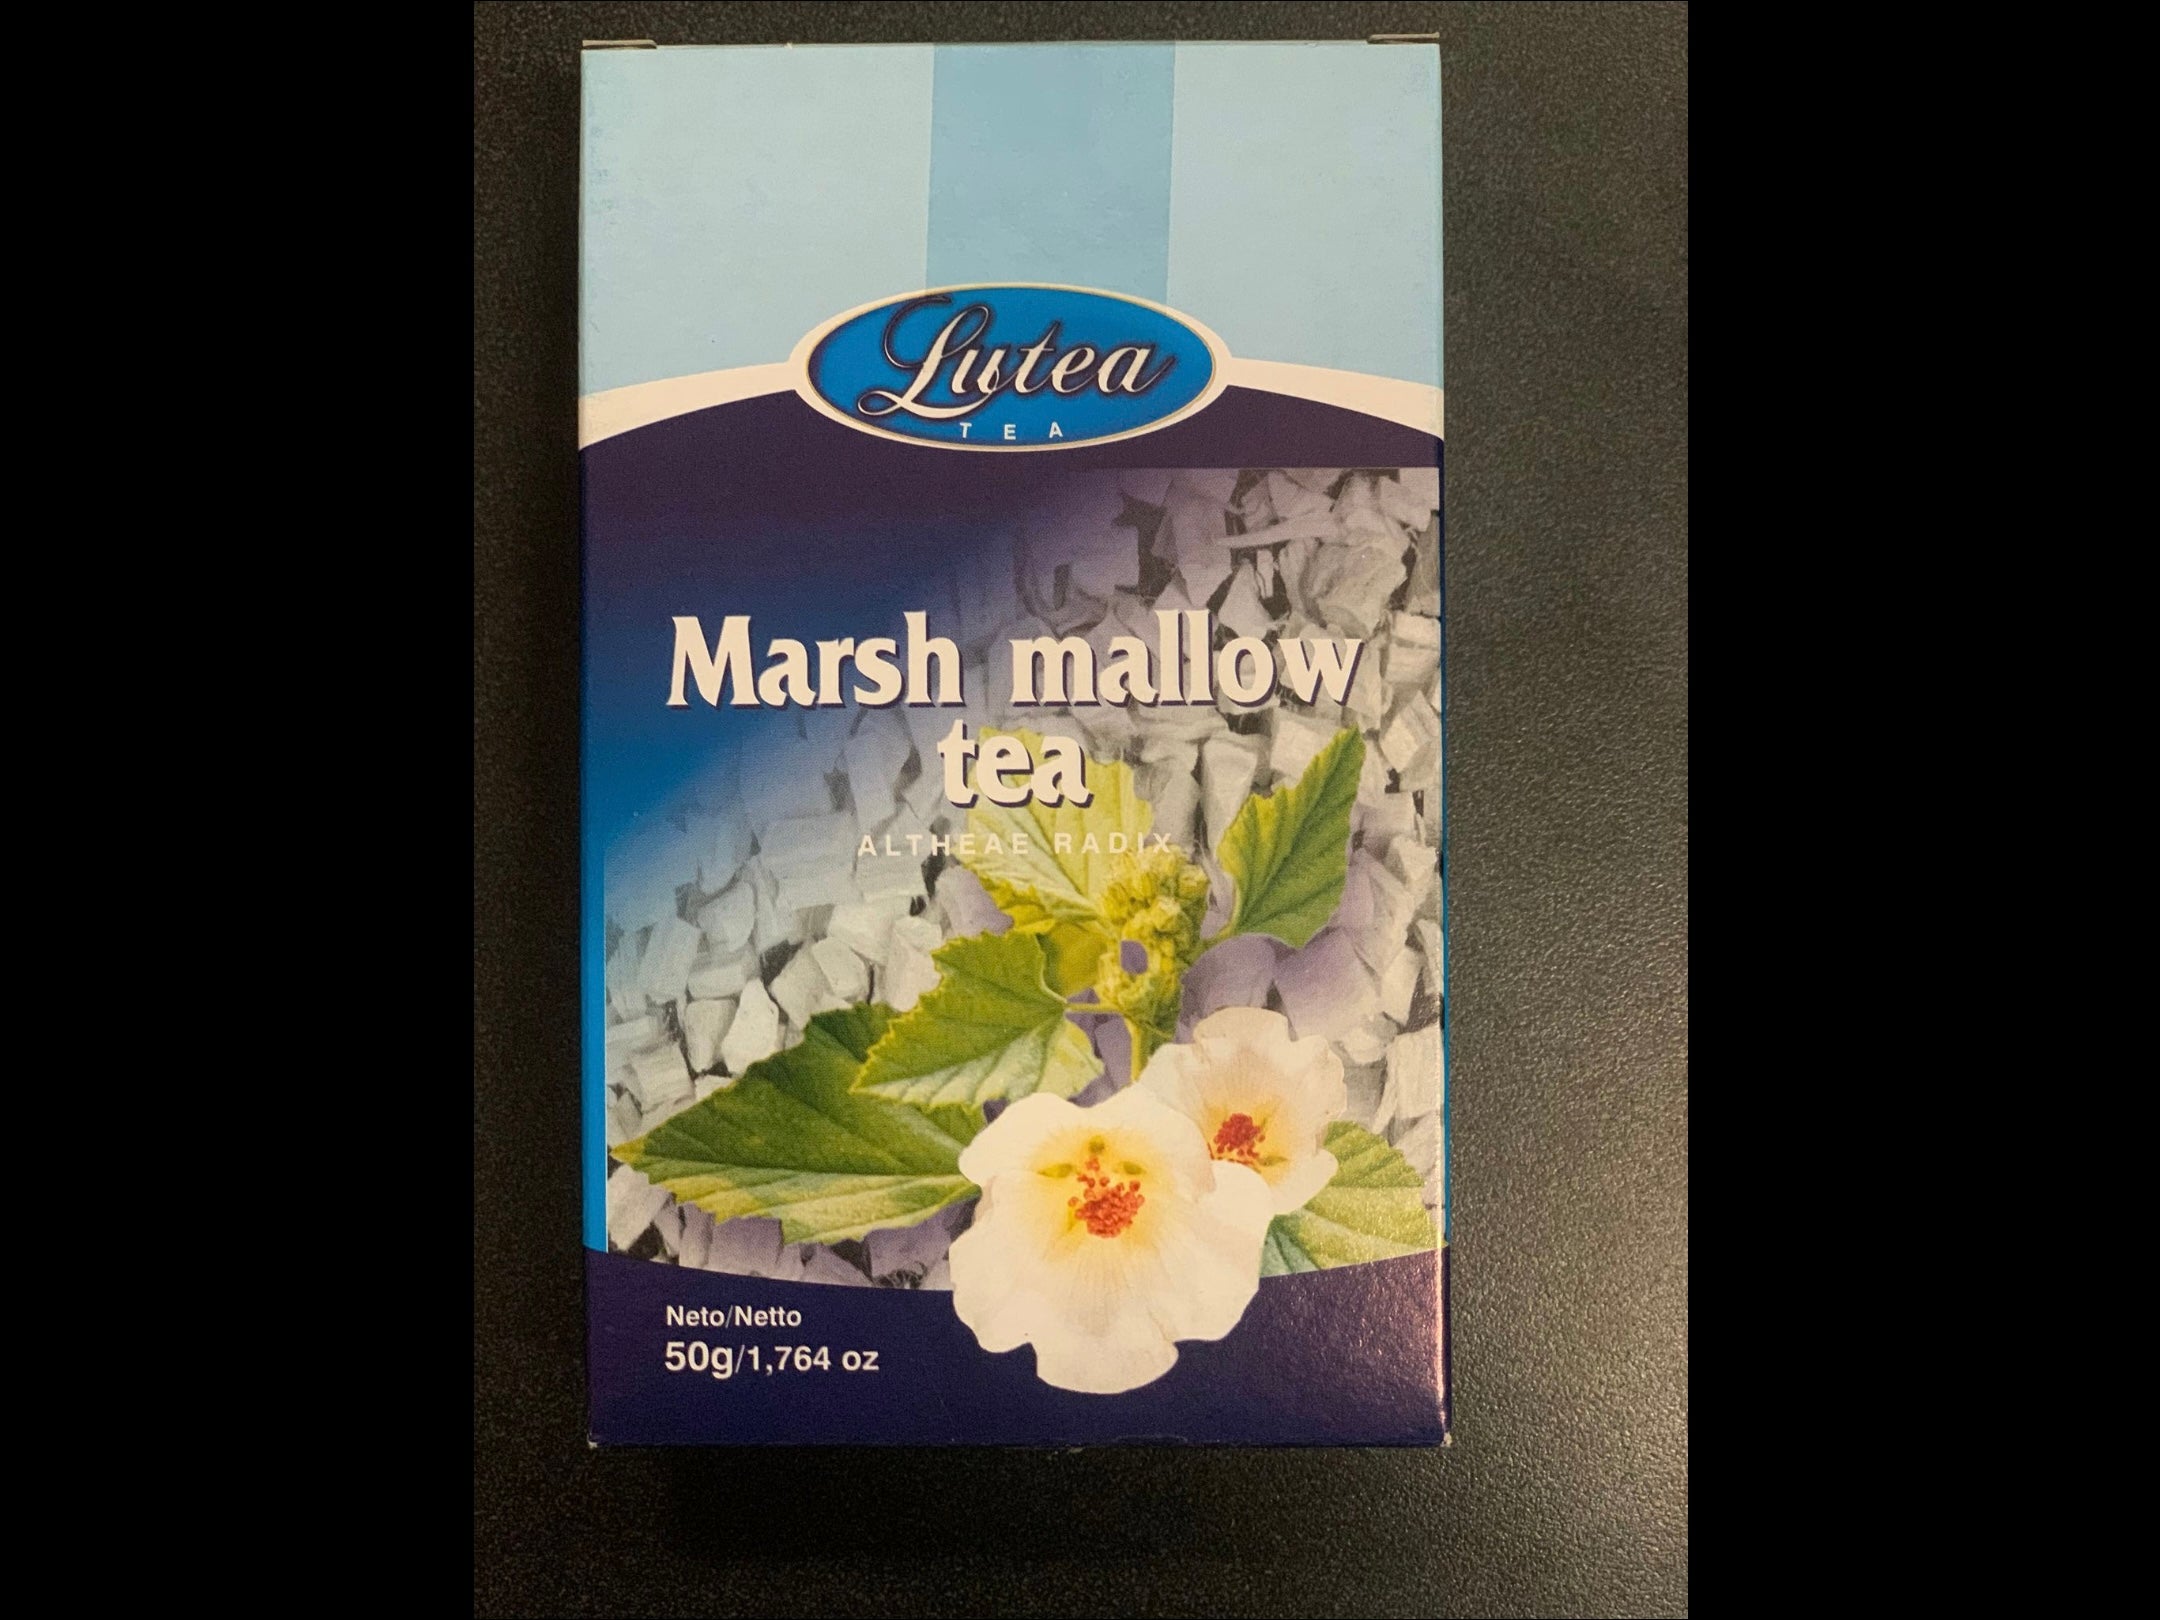 Lutea
TEA
Marsh mallow
tea
ALTHEAE RADIX
Neto/Netto
50g/1,764 oz